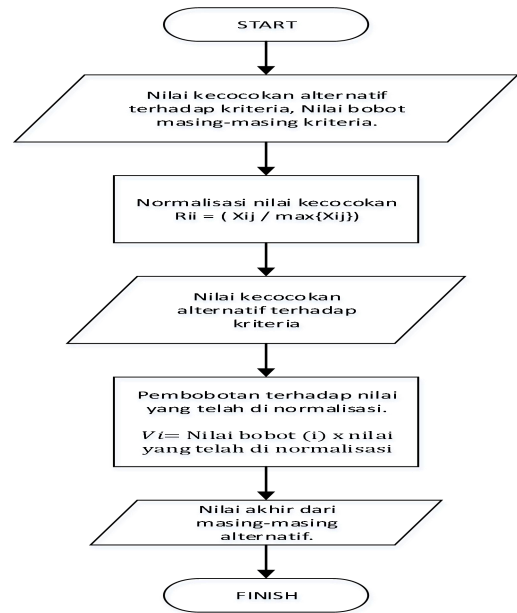 START
Nilai kecocokan alternatif
terhadap kriteria, Nilai bobot
masing-masing kriteria.
Normalisasi nilai kecocokan
Rii = ( Xij / max{Xij})
Nilai kecocokan
alternatif terhadap
kriteria
Pembobotan terhadap nilai
yang telah di normalisasi.
Vi= Nilai bobot (i) x nilai
yang telah di normalisasi
Nilai akhir dari
masing-masing
alternatif.
FINISH